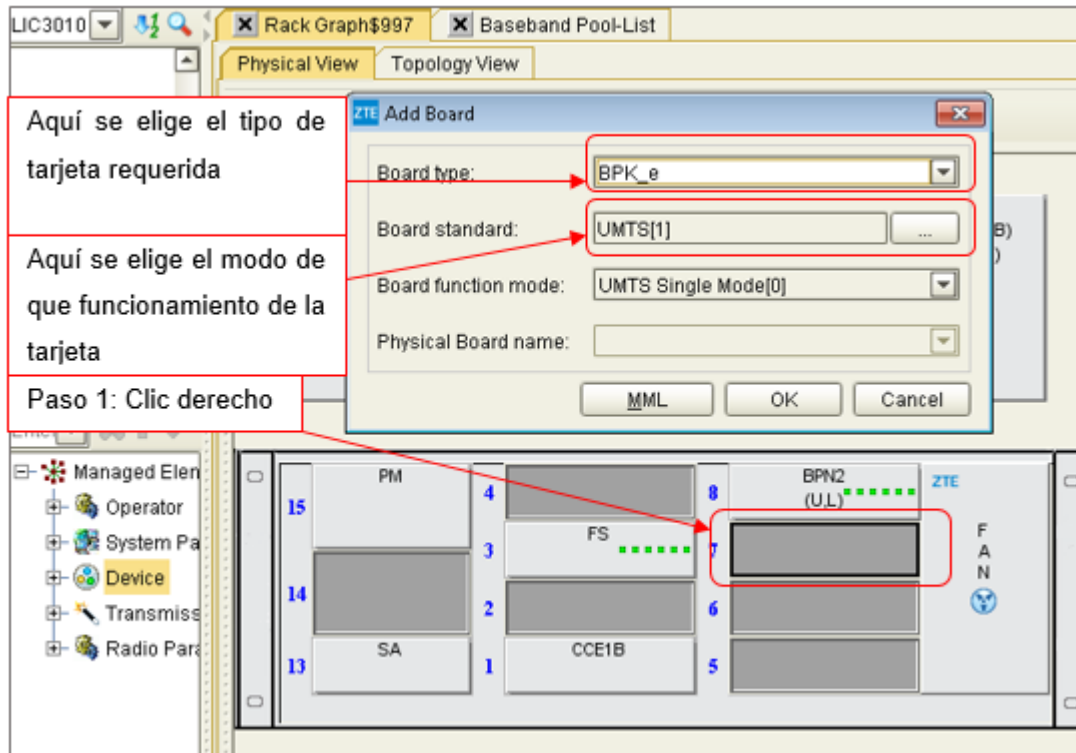 LIC3010
Rack Graph$997
Baseband Pool-List
Physical View
Topology View
Aquí se elige el tipo de
tarjeta requerida
Aquí se elige el modo de
que funcionamiento de la
tarjeta
Paso 1: Clic derecho
ZTE Add Board
Board type:
BPK_e
Board standard:
UMTS[1]
...
Board function mode:
UMTS Single Mode[0]
Physical Board name:
MML
OK
Cancel
B)
)
Managed Elen
Operator
System Pa
Device
Transmiss
Radio Para
15
PM
14
13
SA
4
3
FS
2
1
CCE1B
8
BPN2
(U,L)
7
6
5
ZTE
F
A
N